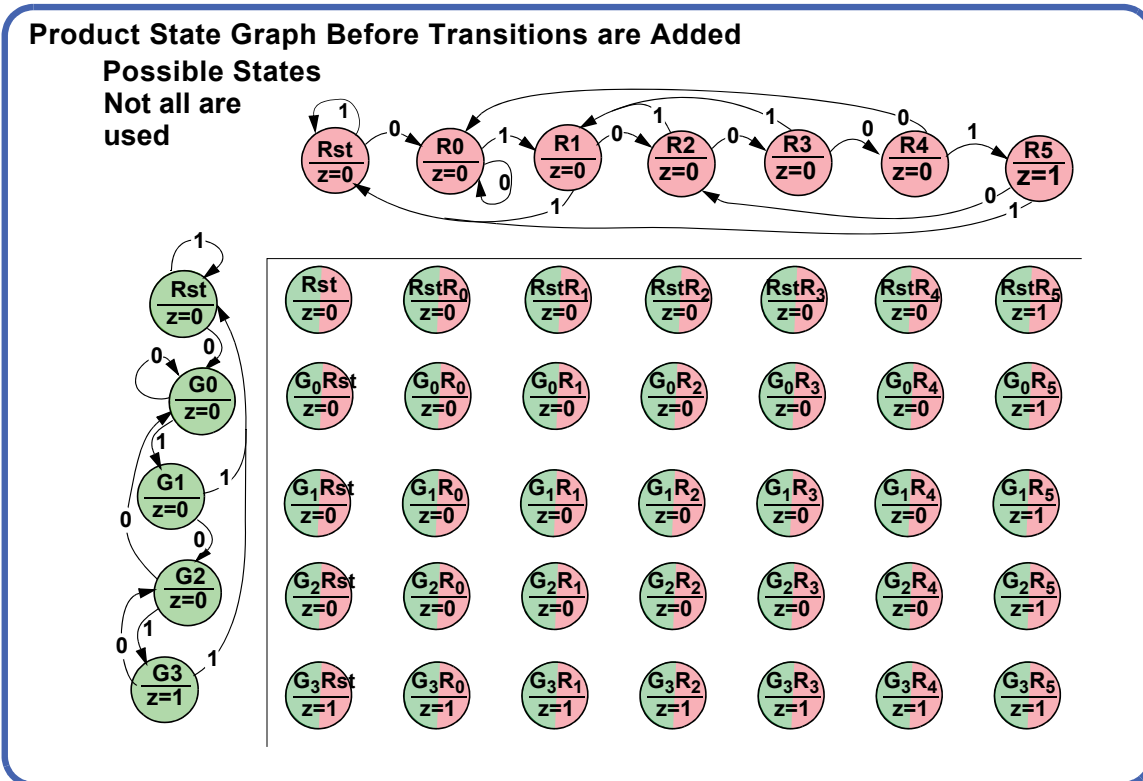 Product State Graph Before Transitions are Added
Possible States
Not all are
used
1 0 1 0 1 0 1 0 0 1
Rst R0 R1 R2 R3 R4 R5
z=0 z=0 z=0 z=0 z=0 z=0 z=1
0 1 0 1
1
Rst
z=0
0
0
G0
z=0
1
G1
z=0
1
0
0
G2
z=0
1
0
1
G3
z=1
Rst RstR0 RstR1 RstR2 RstR3 RstR4 RstR5
z=0 z=0 z=0 z=0 z=0 z=0 z=1
G0Rst G0R0 G0R1 G0R2 G0R3 G0R4 G0R5
z=0 z=0 z=0 z=0 z=0 z=0 z=1
G1Rst G1R0 G1R1 G1R2 G1R3 G1R4 G1R5
z=0 z=0 z=0 z=0 z=0 z=0 z=1
G2Rst G2R0 G2R1 G2R2 G2R3 G2R4 G2R5
z=0 z=0 z=0 z=0 z=0 z=0 z=1
G3Rst G3R0 G3R1 G3R2 G3R3 G3R4 G3R5
z=1 z=1 z=1 z=1 z=1 z=1 z=1